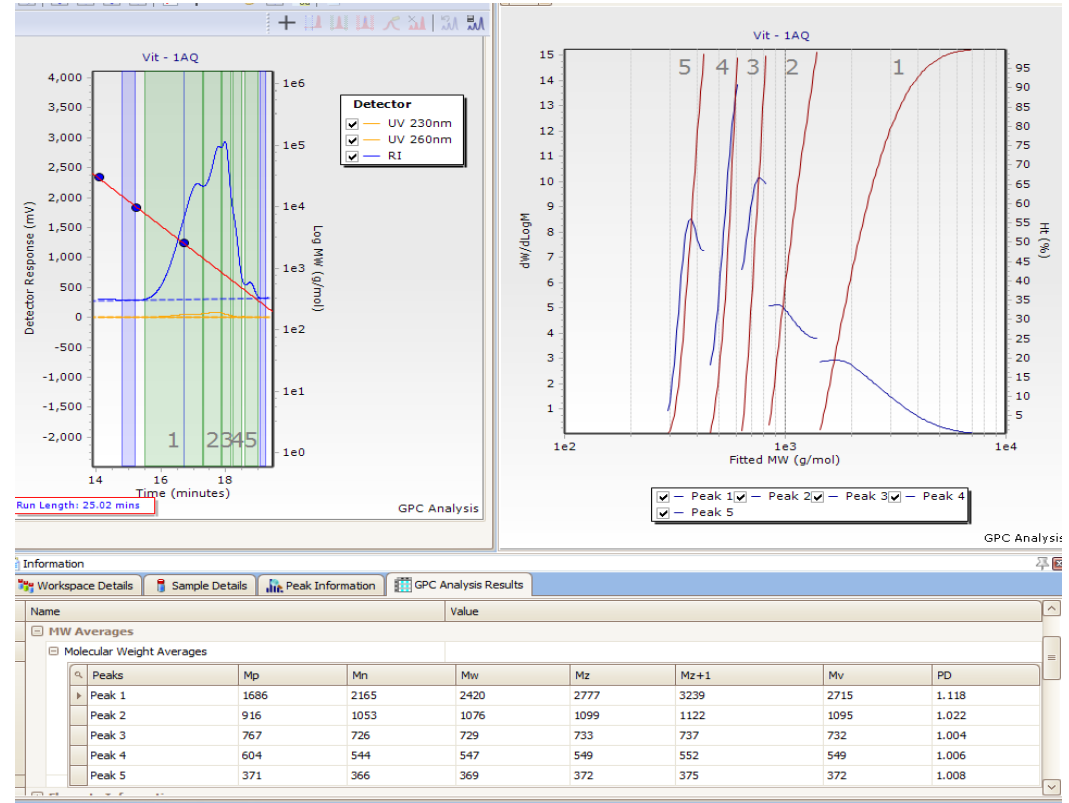 Vit - 1AQ
4,000
3,500
3,000
2,500
2,000
1,500
1,000
500
0
-500
-1,000
-1,500
-2,000
Detector Response (mV)
1e6
1e5
1e4
1e3
1e2
1e1
1e0
Log MW (g/mol)
1 2 3 4 5
14 16 18
Time (minutes)
Run Length: 25.02 mins
GPC Analysis
Detector
UV 230nm
UV 260nm
RI
Vit - 1AQ
15
14
13
12
11
10
9
8
7
6
5
4
3
2
1
dW/dLogM
5 4 3 2 1
95
90
85
80
75
70
65
60
55
50
45
40
35
30
25
20
15
10
5
Ht (%)
1e2 1e3 1e4
Fitted MW (g/mol)
Peak 1 Peak 2 Peak 3 Peak 4
Peak 5
GPC Analysis
Information
Workspace Details Sample Details Peak Information GPC Analysis Results
Name Value
MW Averages
Molecular Weight Averages
Peaks Mp Mn Mw Mz Mz+1 Mv PD
Peak 1 1686 2165 2420 2777 3239 2715 1.118
Peak 2 916 1053 1076 1099 1122 1095 1.022
Peak 3 767 726 729 733 737 732 1.004
Peak 4 604 544 547 549 552 549 1.006
Peak 5 371 366 369 372 375 372 1.008